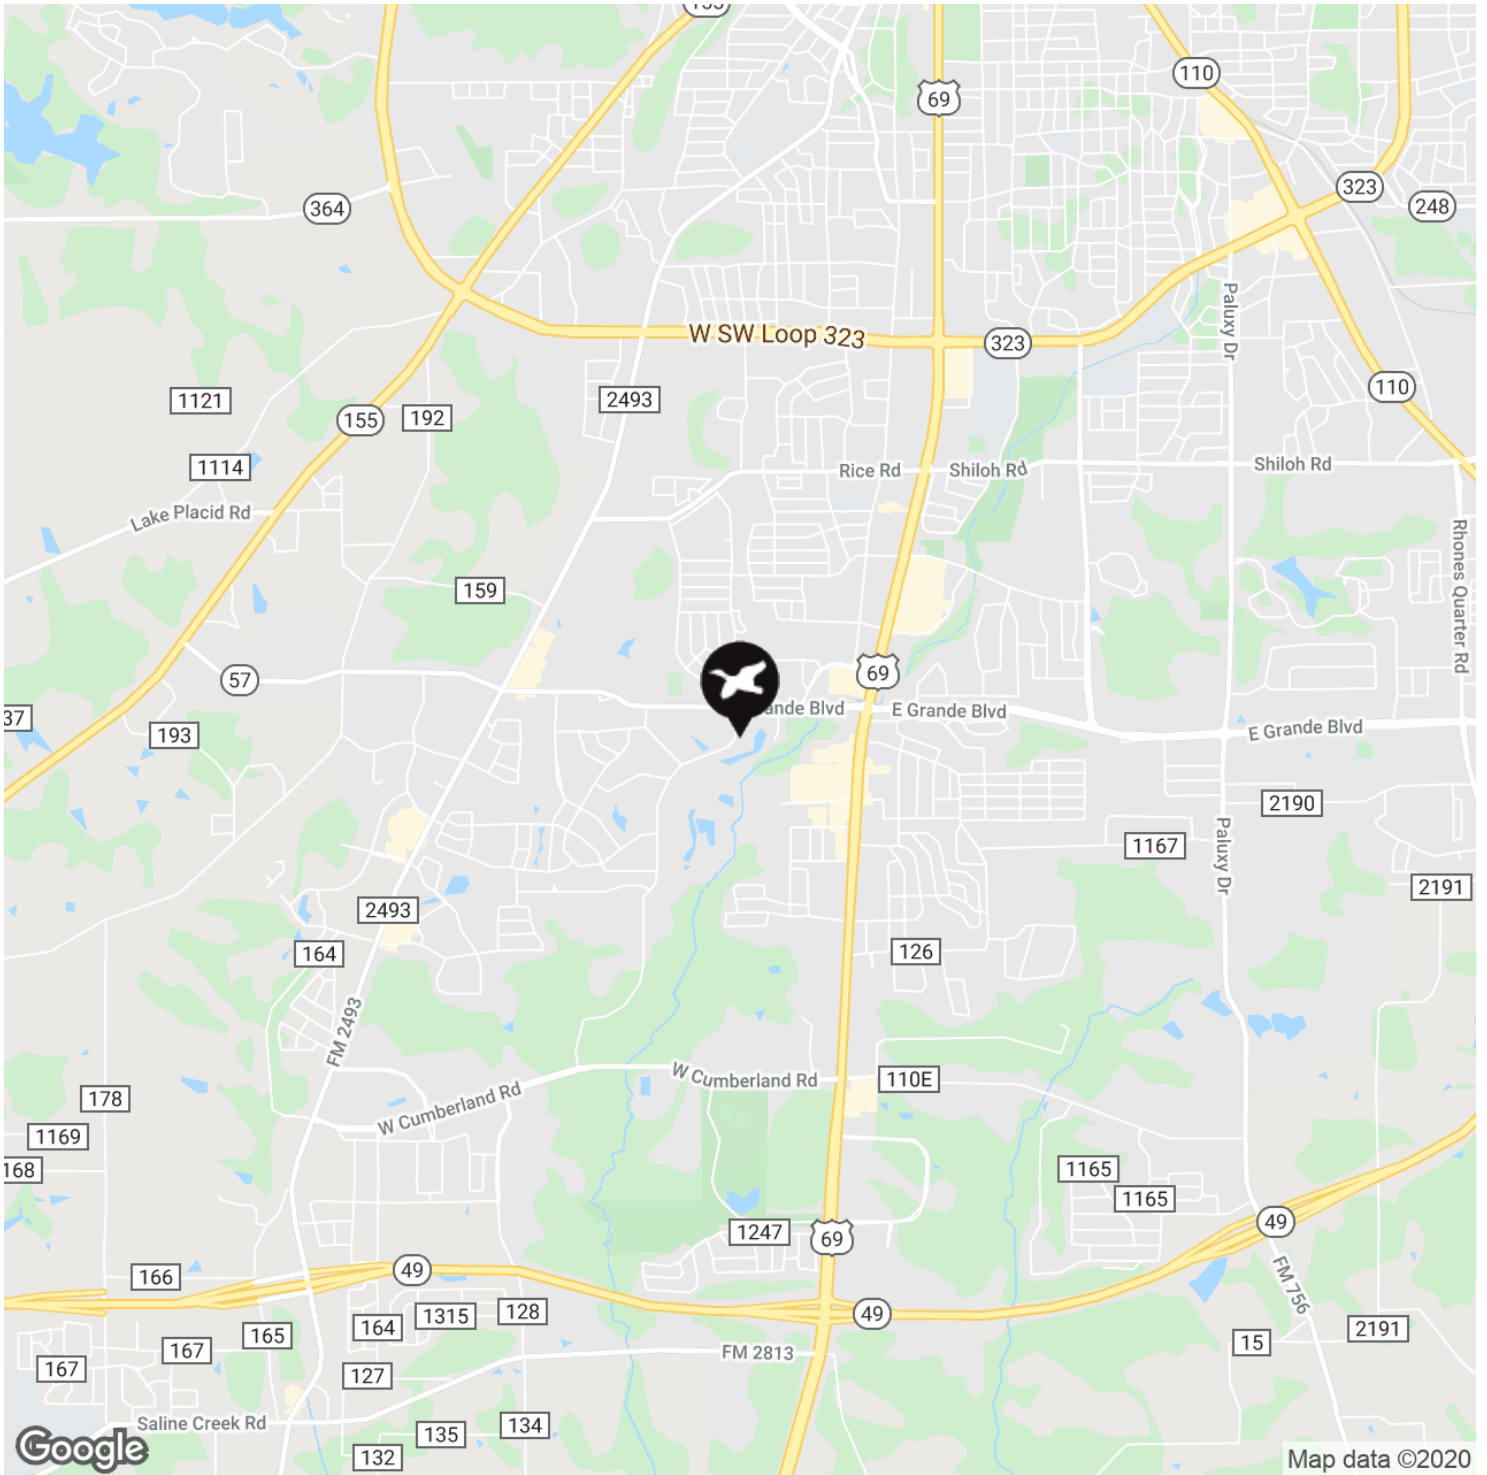 155
110
69
323
248
364
W SW Loop 323
323
Paluxy Dr
110
1121
2493
155
192
1114
Rice Rd
Shiloh Rd
Shiloh Rd
Lake Placid Rd
Rhones Quarter Rd
159
57
69
37
193
ande Blvd
E Grande Blvd
E Grande Blvd
2190
1167
Paluxy Dr
2191
2493
164
126
FM 2493
W Cumberland Rd
110E
178
W Cumberland Rd
1169
168
1165
1165
1247
69
49
166
49
FM 756
164
1315
128
49
165
2191
167
15
167
127
FM 2813
Saline Creek Rd
135
134
132
Google
Map data ©2020